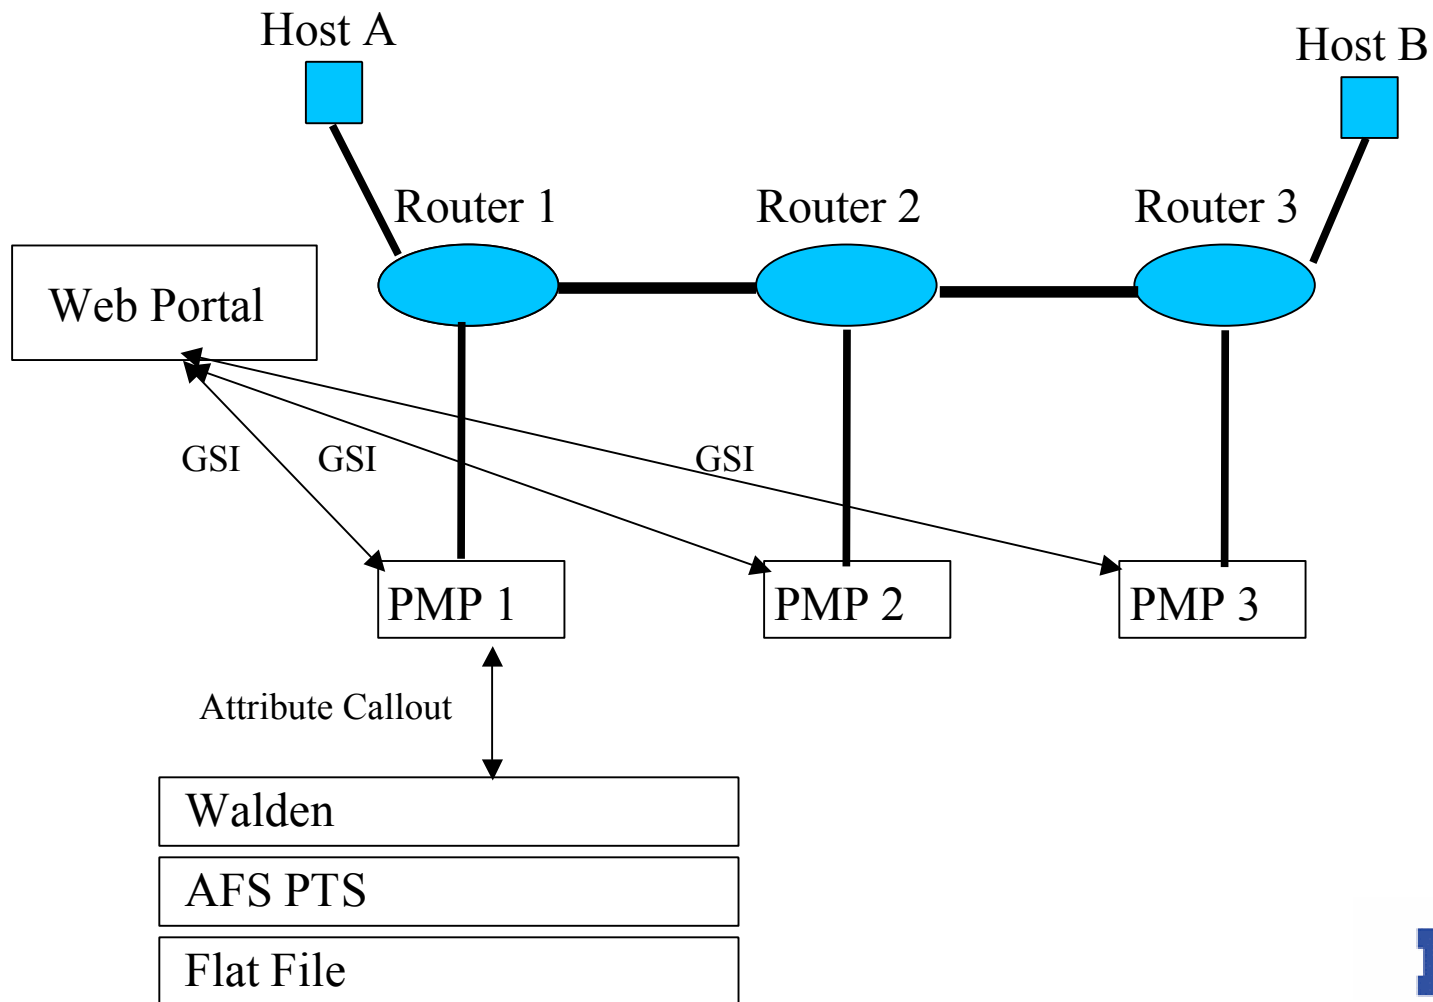 Host A
Host B
Router 1
Router 2
Router 3
Web Portal
GSI
GSI
GSI
PMP 1
PMP 2
PMP 3
Attribute Callout
Walden
AFS PTS
Flat File